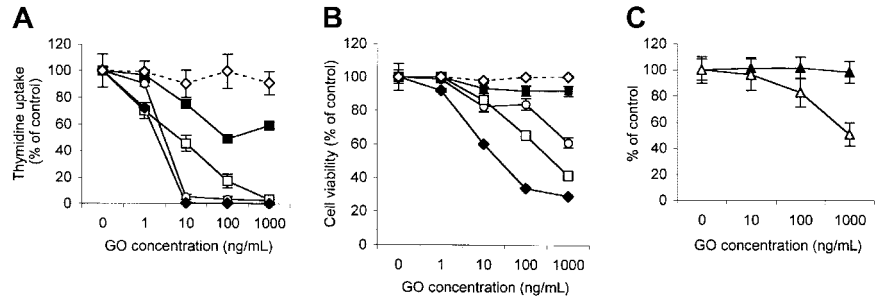 A
Thymidine uptake
(% of control)
120
100
80
60
40
20
0
0 1 10 100 1000
GO concentration (ng/mL)
B
Cell viability (% of control)
120
100
80
60
40
20
0
0 1 10 100 1000
GO concentration (ng/mL)
C
% of control
120
100
80
60
40
20
0
0 10 100 1000
GO concentration (ng/mL)